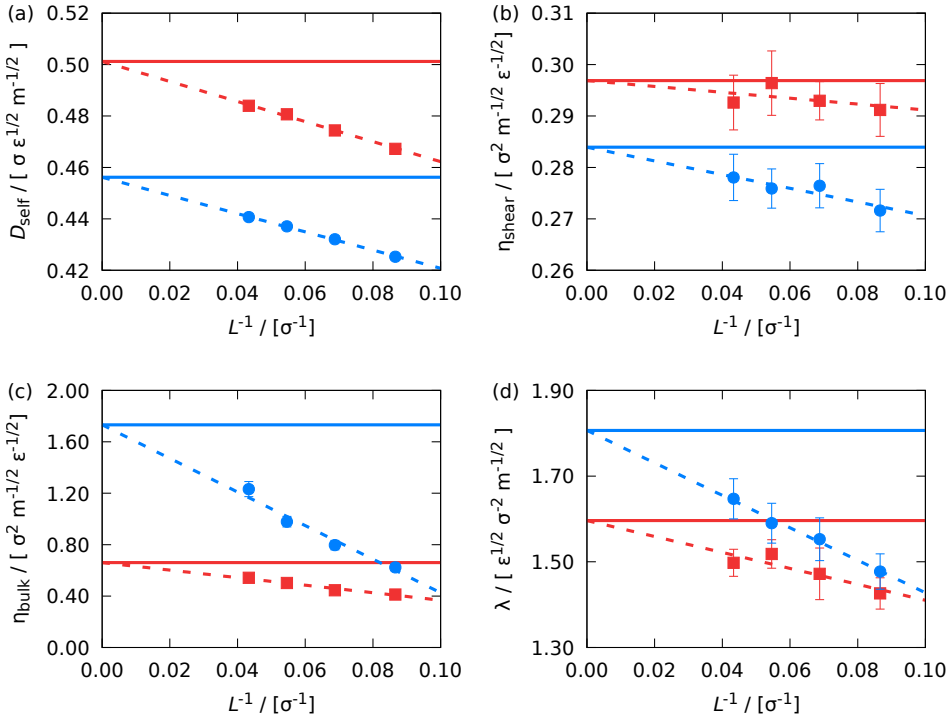 (a)
D_self / [ σ ε^1/2 m^-1/2 ]
0.52
0.50
0.48
0.46
0.44
0.42
0.00 0.02 0.04 0.06 0.08 0.10
L^-1 / [σ^-1]
(b)
η_shear / [ σ^2 m^-1/2 ε^-1/2]
0.31
0.30
0.29
0.28
0.27
0.26
0.00 0.02 0.04 0.06 0.08 0.10
L^-1 / [σ^-1]
(c)
η_bulk / [ σ^2 m^-1/2 ε^-1/2]
2.00
1.60
1.20
0.80
0.40
0.00
0.00 0.02 0.04 0.06 0.08 0.10
L^-1 / [σ^-1]
(d)
λ / [ ε^1/2 σ^-2 m^-1/2 ]
1.90
1.70
1.50
1.30
0.00 0.02 0.04 0.06 0.08 0.10
L^-1 / [σ^-1]